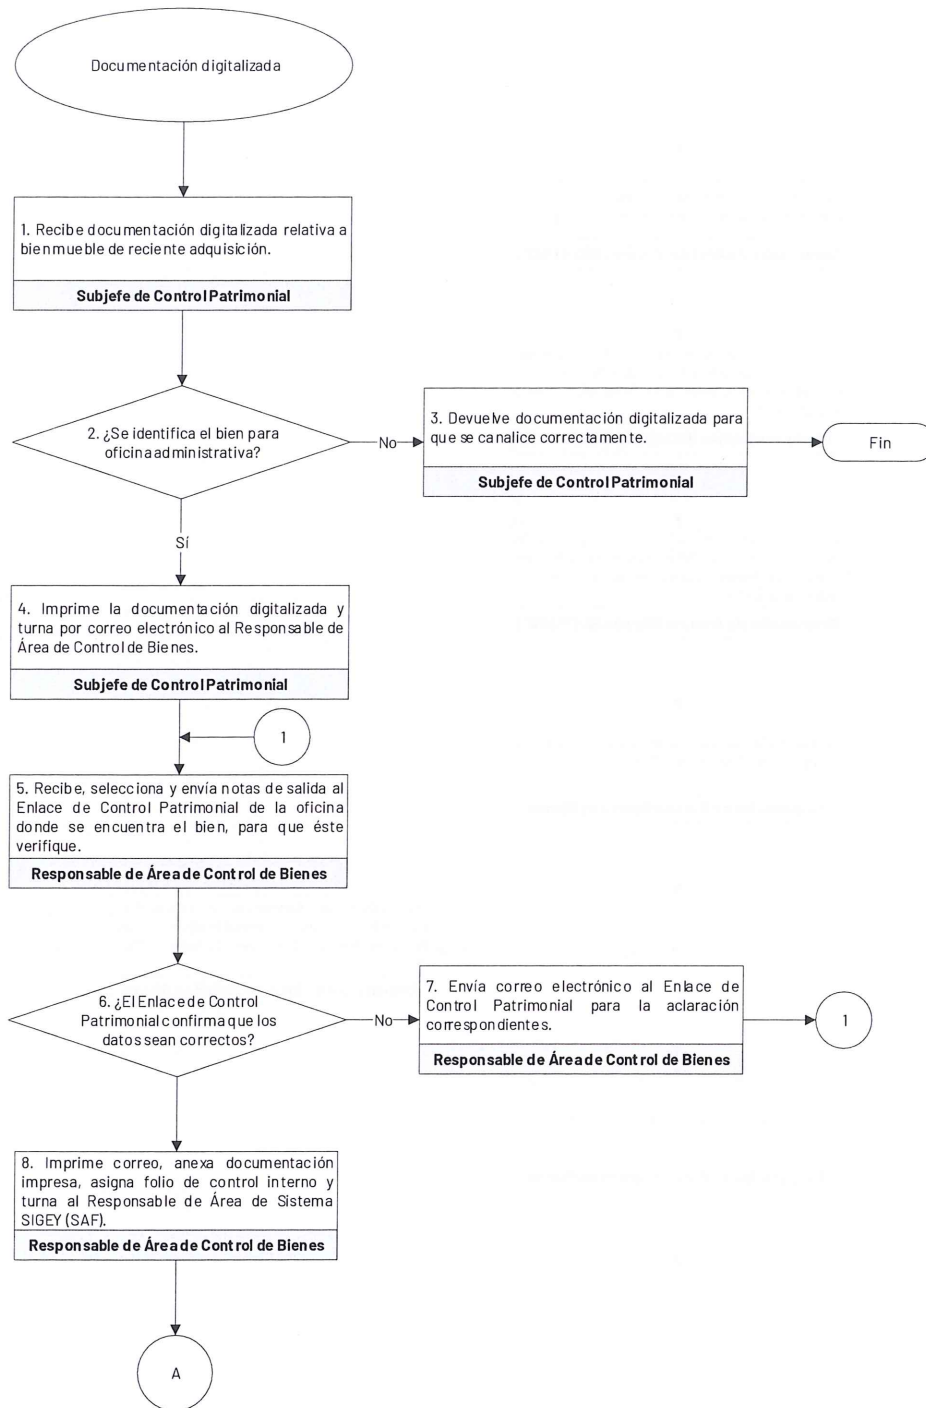 Documentación digitalizada
1. Recibe documentación digitalizada relativa a
bien mueble de reciente adquisición.
Subjefe de Control Patrimonial
2. ¿Se identifica el bien para
oficina administrativa?
No
3. Devuelve documentación digitalizada para
que se canalice correctamente.
Subjefe de Control Patrimonial
Fin
Sí
4. Imprime la documentación digitalizada y
turna por correo electrónico al Responsable de
Área de Control de Bienes.
Subjefe de Control Patrimonial
1
5. Recibe, selecciona y envía notas de salida al
Enlace de Control Patrimonial de la oficina
donde se encuentra el bien, para que éste
verifique.
Responsable de Área de Control de Bienes
6. ¿El Enlace de Control
Patrimonial confirma que los
datos sean correctos?
No
7. Envía correo electrónico al Enlace de
Control Patrimonial para la aclaración
correspondientes.
Responsable de Área de Control de Bienes
1
8. Imprime correo, anexa documentación
impresa, asigna folio de control interno y
turna al Responsable de Área de Sistema
SIGEY (SAF).
Responsable de Área de Control de Bienes
A